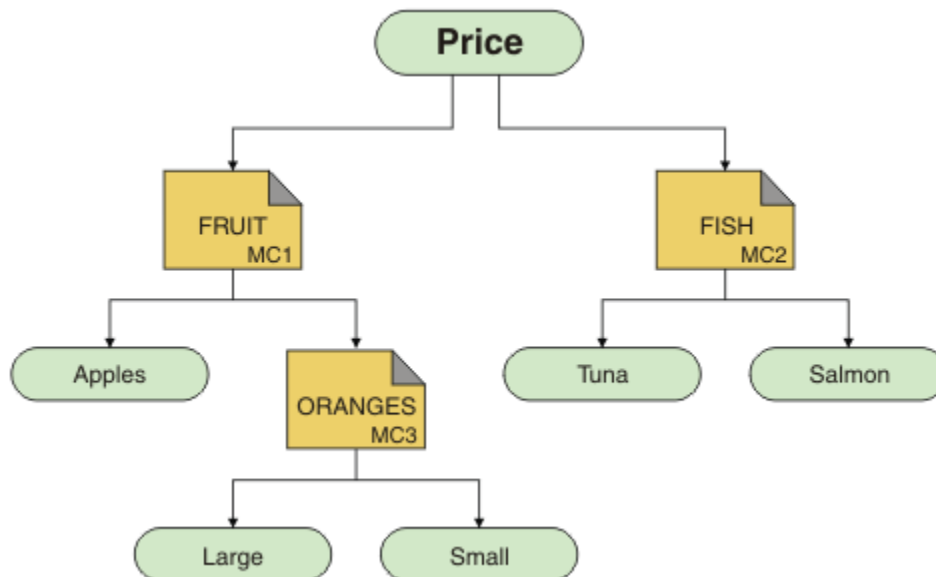 Price
FRUIT
MC1
FISH
MC2
Apples
ORANGES
MC3
Tuna
Salmon
Large
Small